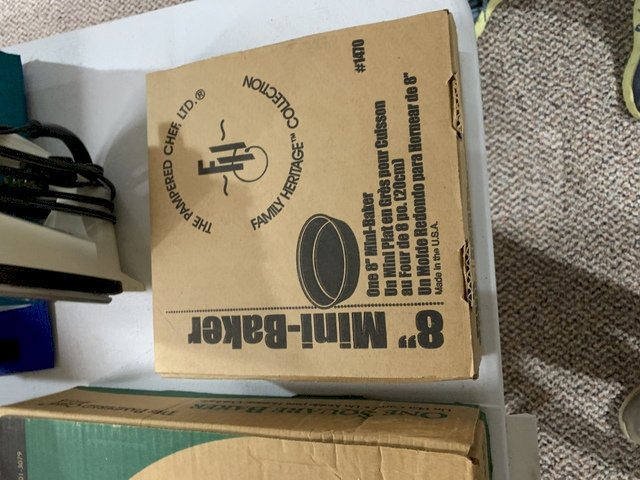 THE PAMPERED CHEF, LTD.®
FH
FAMILY HERITAGE™ COLLECTION
#1470
One 8" Mini-Baker
Un Mini Plat en Grès pour Cuisson
au Four de 8 po. (20cm)
Un Molde Redondo para Hornear de 8"
Made in the U.S.A.
8" Mini-Baker
THE PAMPERED CHEF
ONE SQUARE BAKER